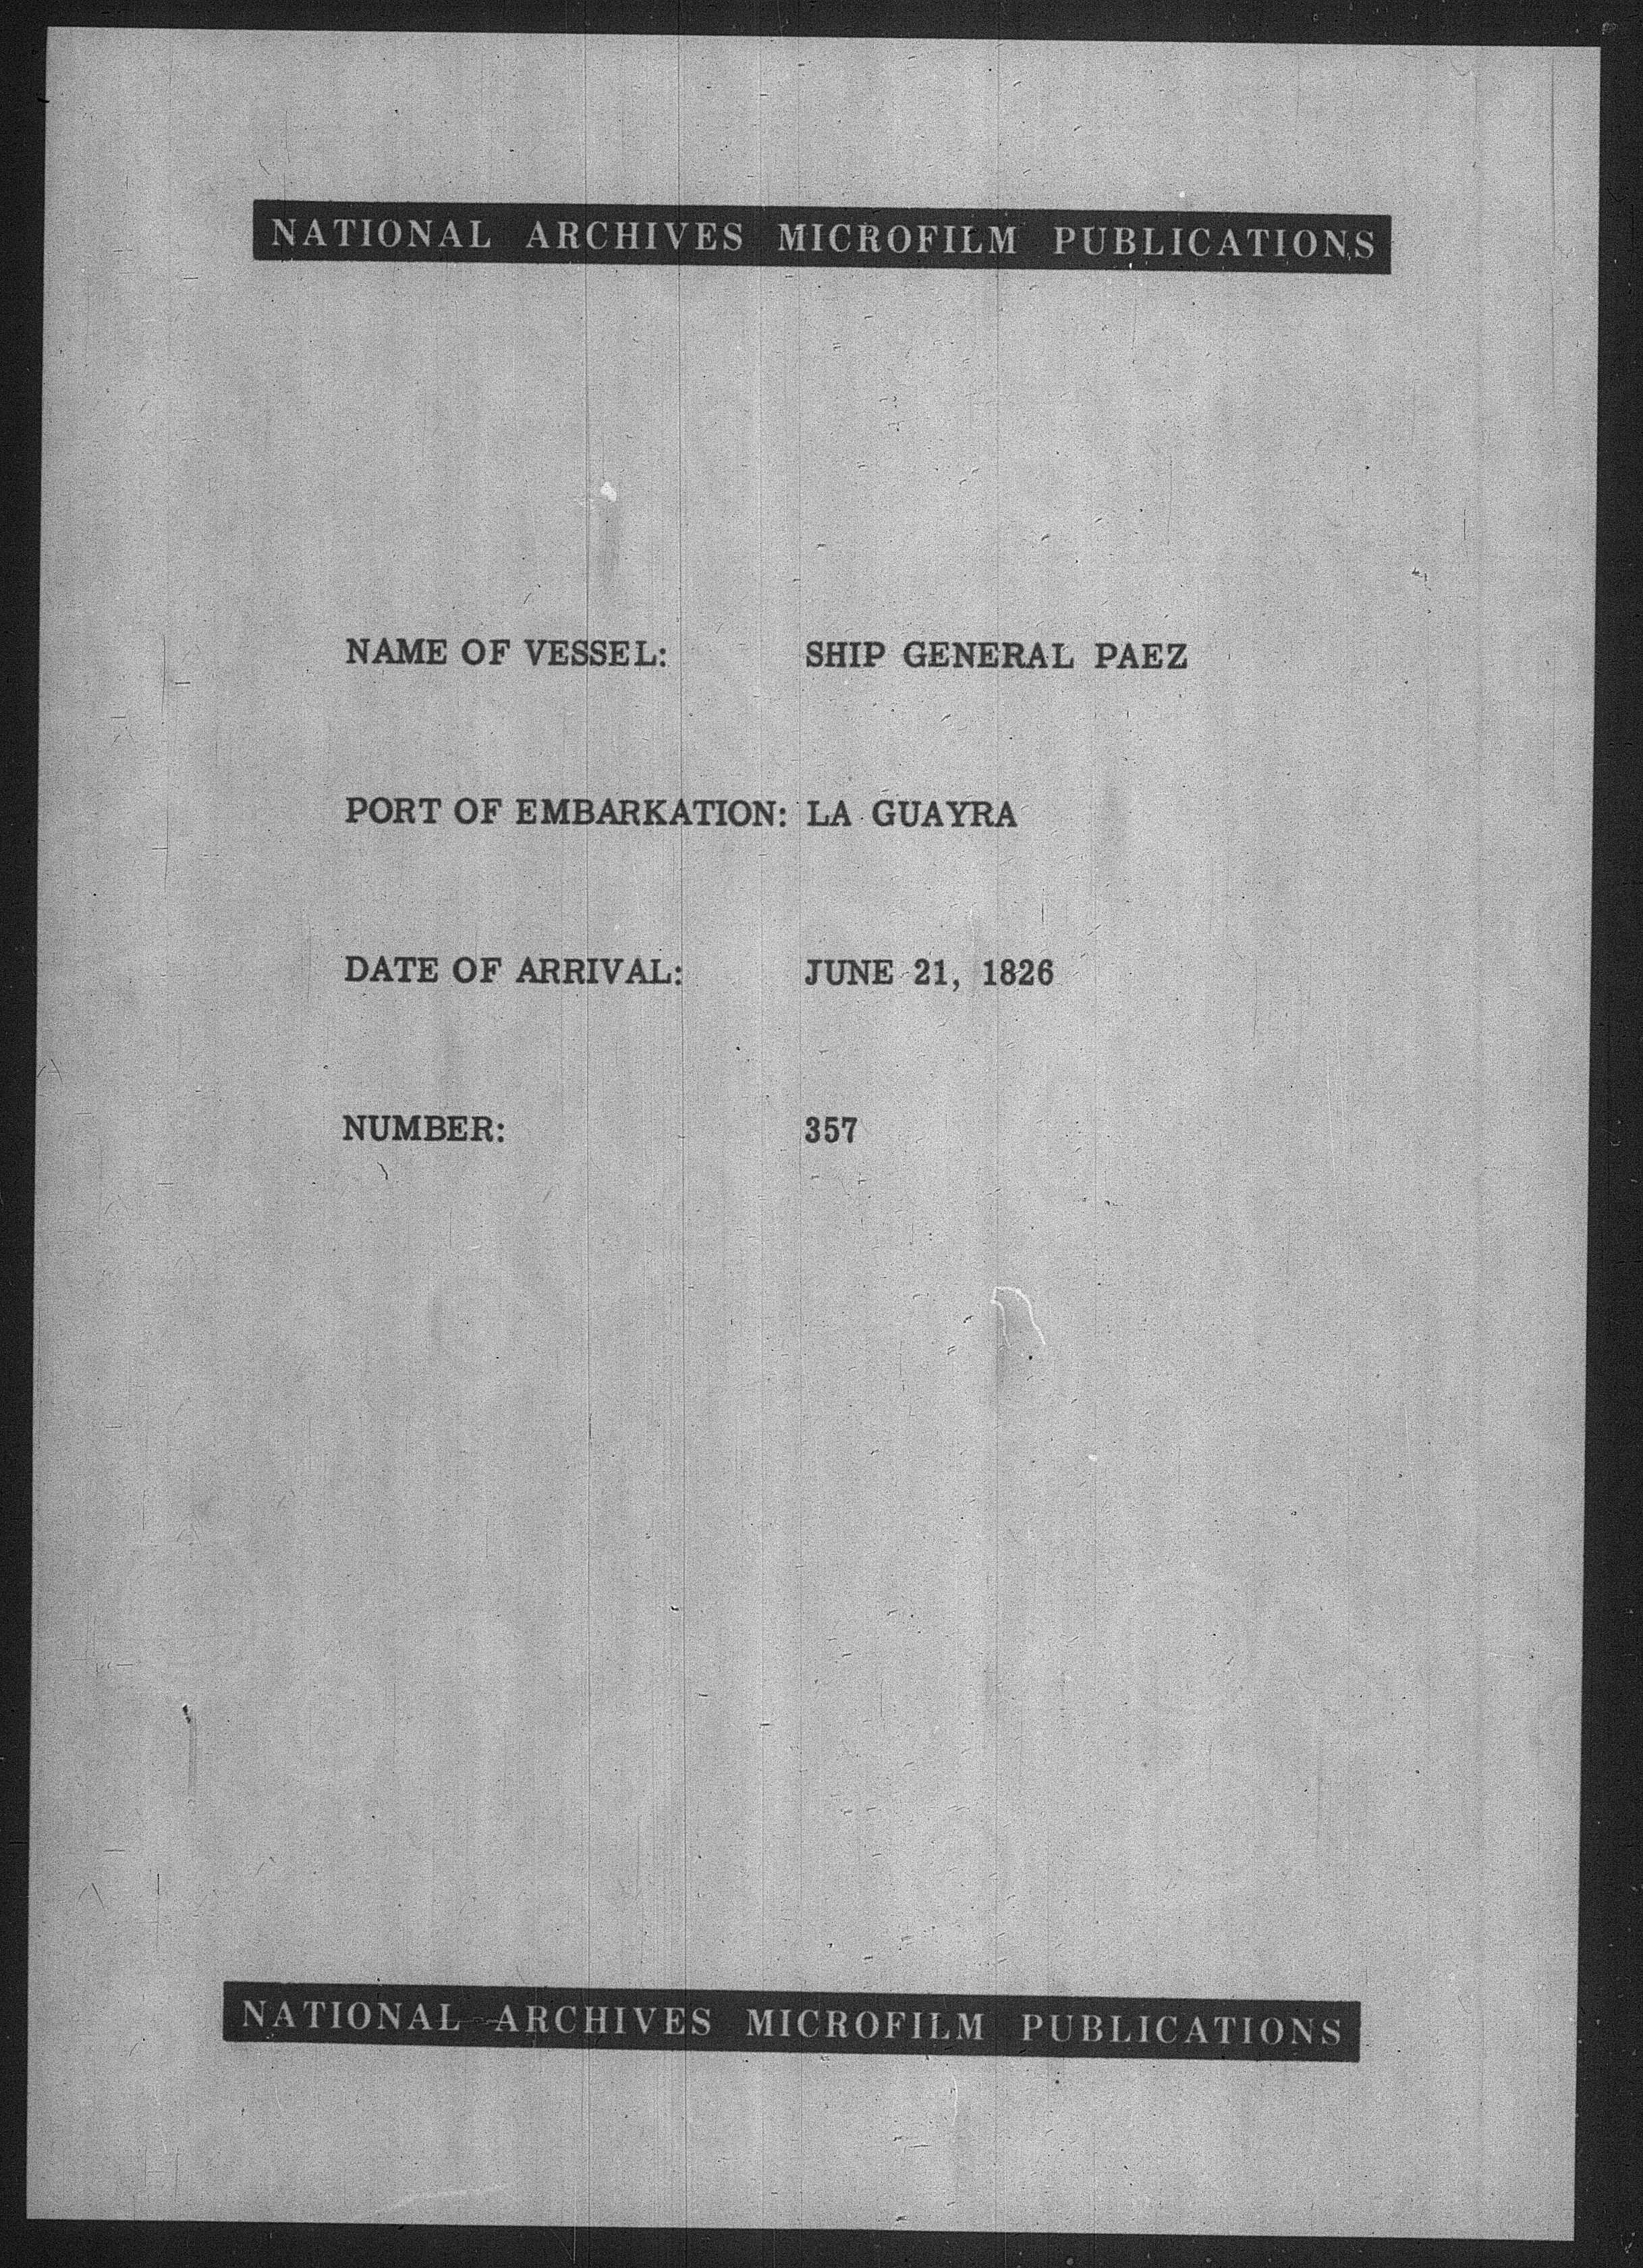 NATIONAL ARCHIVES MICROFILM PUBLICATIONS
NAME OF VESSEL: SHIP GENERAL PAEZ
PORT OF EMBARKATION: LA GUAYRA
DATE OF ARRIVAL: JUNE 21, 1826
NUMBER: 357
NATIONAL ARCHIVES MICROFILM PUBLICATIONS